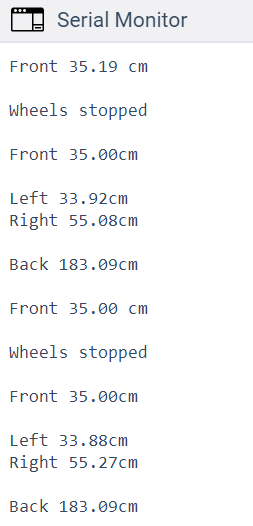 Serial Monitor
Front 35.19 cm
Wheels stopped
Front 35.00cm
Left 33.92cm
Right 55.08cm
Back 183.09cm
Front 35.00 cm
Wheels stopped
Front 35.00cm
Left 33.88cm
Right 55.27cm
Back 183.09cm